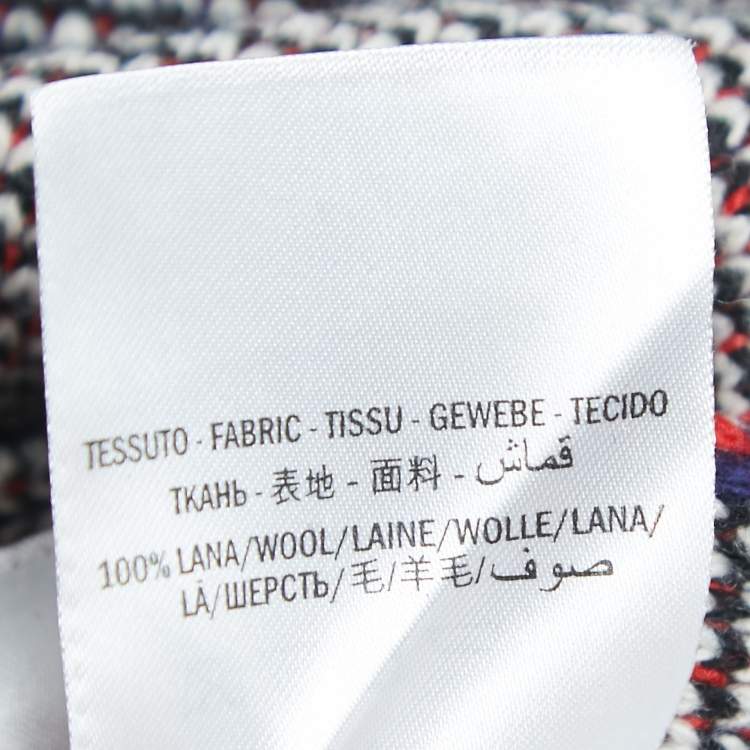 TESSUTO - FABRIC - TISSU - GEWEBE - TECIDO
ТКАНЬ - 表地 - 面料 - قماش
100% LANA/WOOL/LAINE/WOLLE/LANA/
LÃ/ШЕРСТЬ/毛/羊毛/صوف